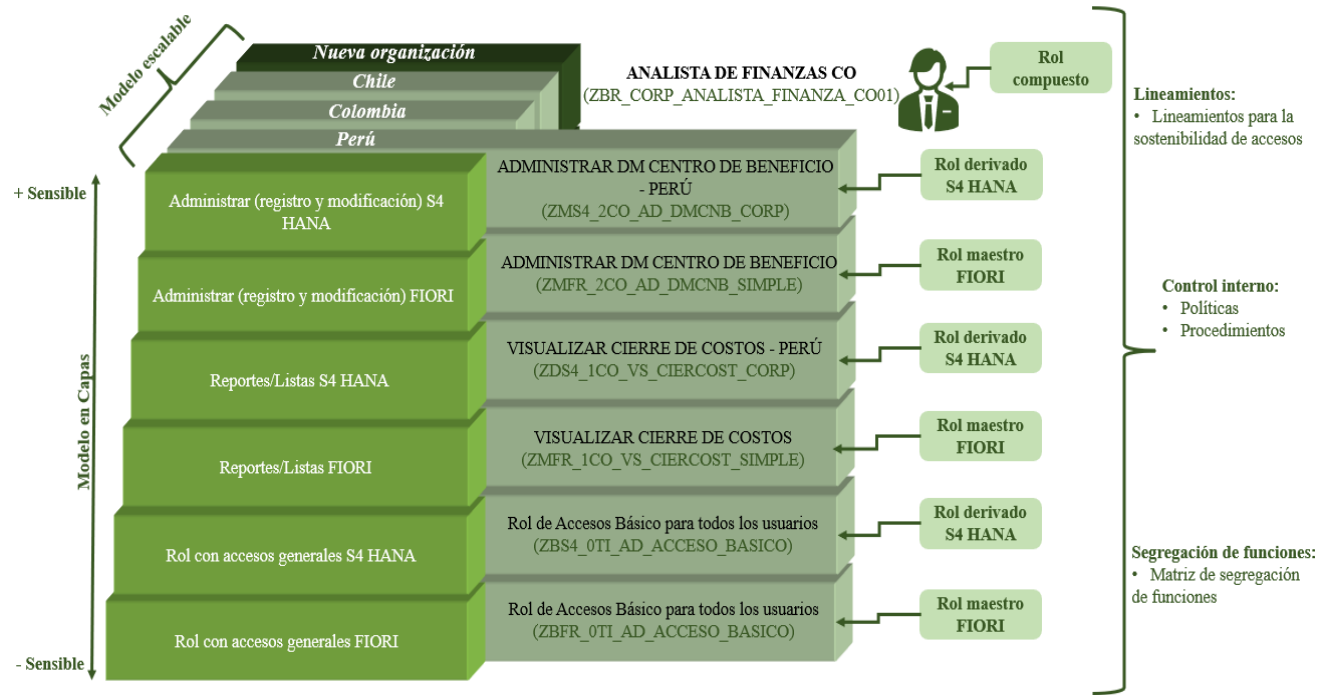 Modelo escalable
Nueva organización
Chile
Colombia
Perú
ANALISTA DE FINANZAS CO
(ZBR_CORP_ANALISTA_FINANZA_CO01)
Rol
compuesto
+ Sensible
Modelo en Capas
- Sensible
Administrar (registro y modificación) S4
HANA
ADMINISTRAR DM CENTRO DE BENEFICIO
- PERÚ
(ZMS4_2CO_AD_DMCNB_CORP)
Rol derivado
S4 HANA
Administrar (registro y modificación) FIORI
ADMINISTRAR DM CENTRO DE BENEFICIO
(ZMFR_2CO_AD_DMCNB_SIMPLE)
Rol maestro
FIORI
Reportes/Listas S4 HANA
VISUALIZAR CIERRE DE COSTOS - PERÚ
(ZDS4_1CO_VS_CIERCOST_CORP)
Rol derivado
S4 HANA
Reportes/Listas FIORI
VISUALIZAR CIERRE DE COSTOS
(ZMFR_1CO_VS_CIERCOST_SIMPLE)
Rol maestro
FIORI
Rol con accesos generales S4 HANA
Rol de Accesos Básico para todos los usuarios
(ZBS4_0TI_AD_ACCESO_BASICO)
Rol derivado
S4 HANA
Rol con accesos generales FIORI
Rol de Accesos Básico para todos los usuarios
(ZBFR_0TI_AD_ACCESO_BASICO)
Rol maestro
FIORI
Lineamientos:
• Lineamientos para la
sostenibilidad de accesos
Control interno:
• Políticas
• Procedimientos
Segregación de funciones:
• Matriz de segregación
de funciones